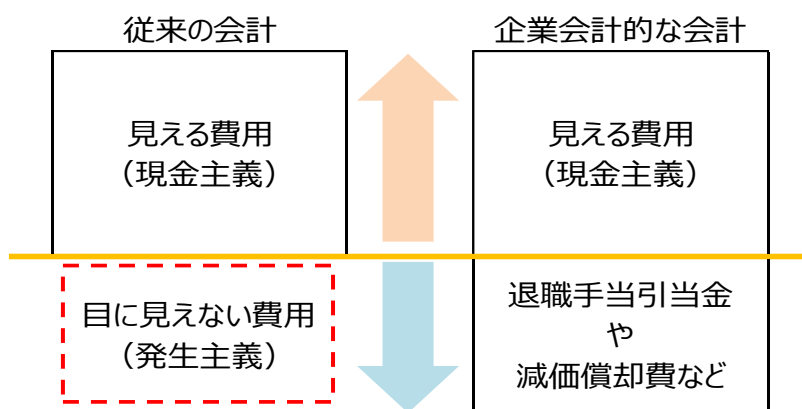 従来の会計
企業会計的な会計
見える費用
（現金主義）
見える費用
（現金主義）
目に見えない費用
（発生主義）
退職手当引当金
や
減価償却費など